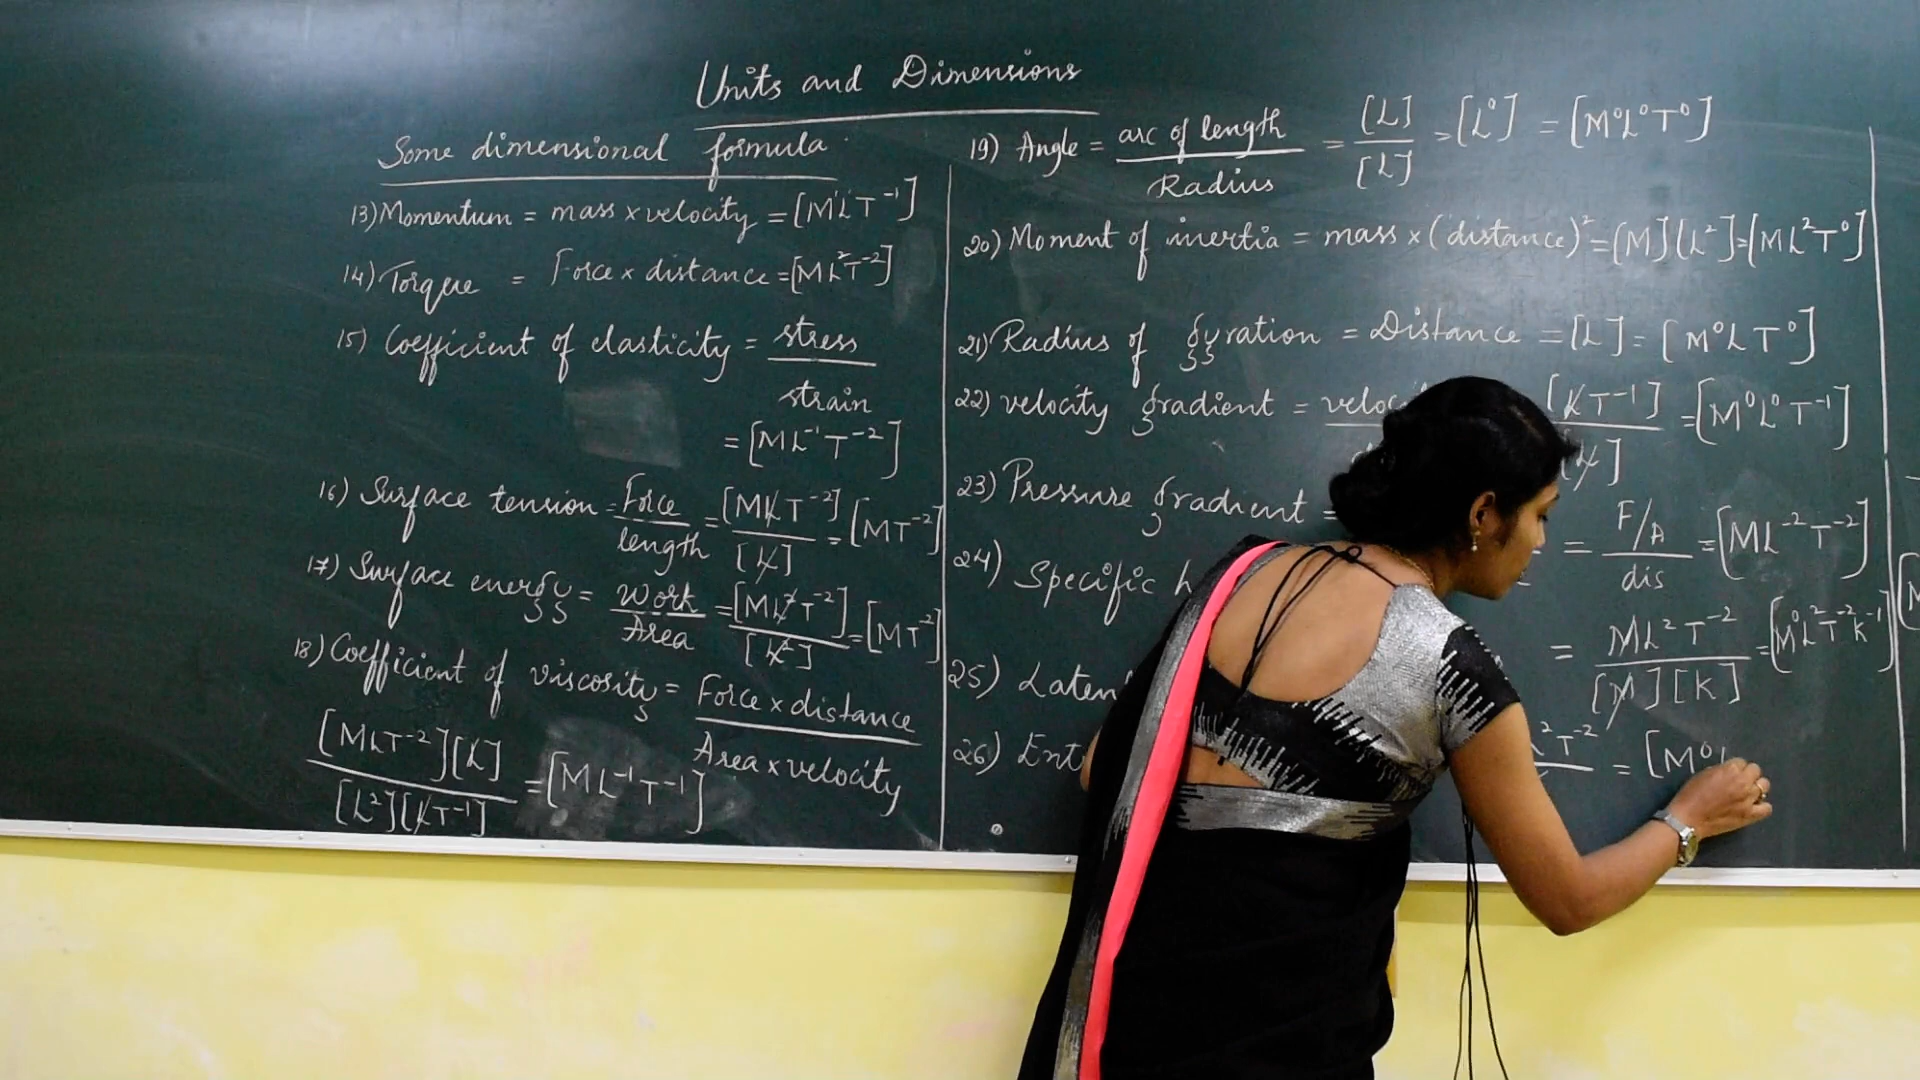 Units and Dimensions
Some dimensional formula
13) Momentum = mass x velocity = [M¹L¹T⁻¹]
14) Torque = Force x distance = [ML²T⁻²]
15) Coefficient of elasticity = stress
strain
= [ML⁻¹T⁻²]
16) Surface tension = Force / length = [MLT⁻²] / [L] = [MT⁻²]
17) Surface energy = Work / Area = [ML²T⁻²] / [L²] = [MT⁻²]
18) Coefficient of viscosity = Force x distance
Area x velocity
[MLT⁻²][L] / [L²][LT⁻¹] = [ML⁻¹T⁻¹]
19) Angle = arc of length / Radius = [L] / [L] = [L⁰] = [M⁰L⁰T⁰]
20) Moment of inertia = mass x (distance)² = [M][L²] = [ML²T⁰]
21) Radius of gyration = Distance = [L] = [M⁰LT⁰]
22) velocity gradient = veloc [LT⁻¹] / [L] = [M⁰L⁰T⁻¹]
23) Pressure gradient = = F/A / dis = [ML⁻²T⁻²]
24) Specific h = ML²T⁻² / [M][K] = [M⁰L²T⁻²K⁻¹]
25) Laten
26) Ent L²T⁻² = [M⁰L